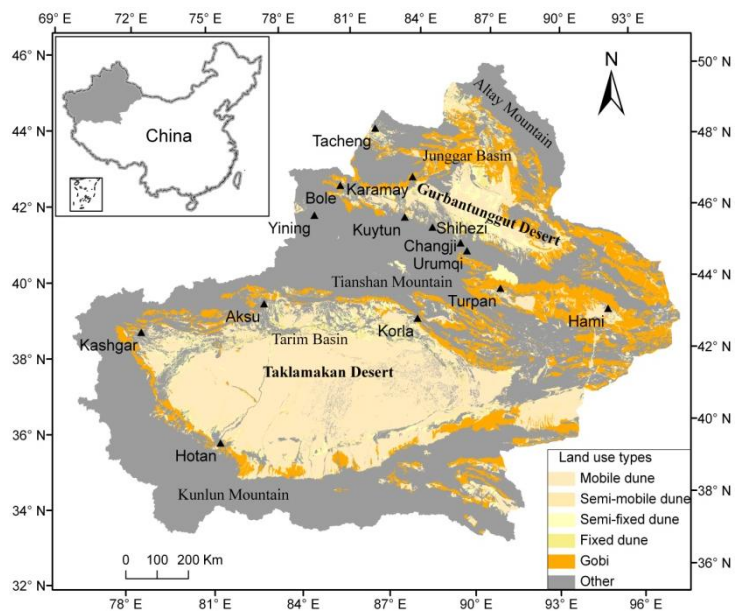 69° E 72° E 75° E 78° E 81° E 84° E 87° E 90° E 93° E
46° N
44° N
42° N
40° N
38° N
36° N
34° N
32° N
50° N
48° N
46° N
44° N
42° N
40° N
38° N
36° N
China
N
Altay Mountain
Tacheng
Junggar Basin
Bole
Karamay
Gurbantunggut Desert
Yining
Kuytun
Shihezi
Changji
Urumqi
Tianshan Mountain
Turpan
Aksu
Korla
Hami
Kashgar
Tarim Basin
Taklamakan Desert
Hotan
Kunlun Mountain
0 100 200 Km
Land use types
Mobile dune
Semi-mobile dune
Semi-fixed dune
Fixed dune
Gobi
Other
78° E 81° E 84° E 87° E 90° E 93° E 96° E